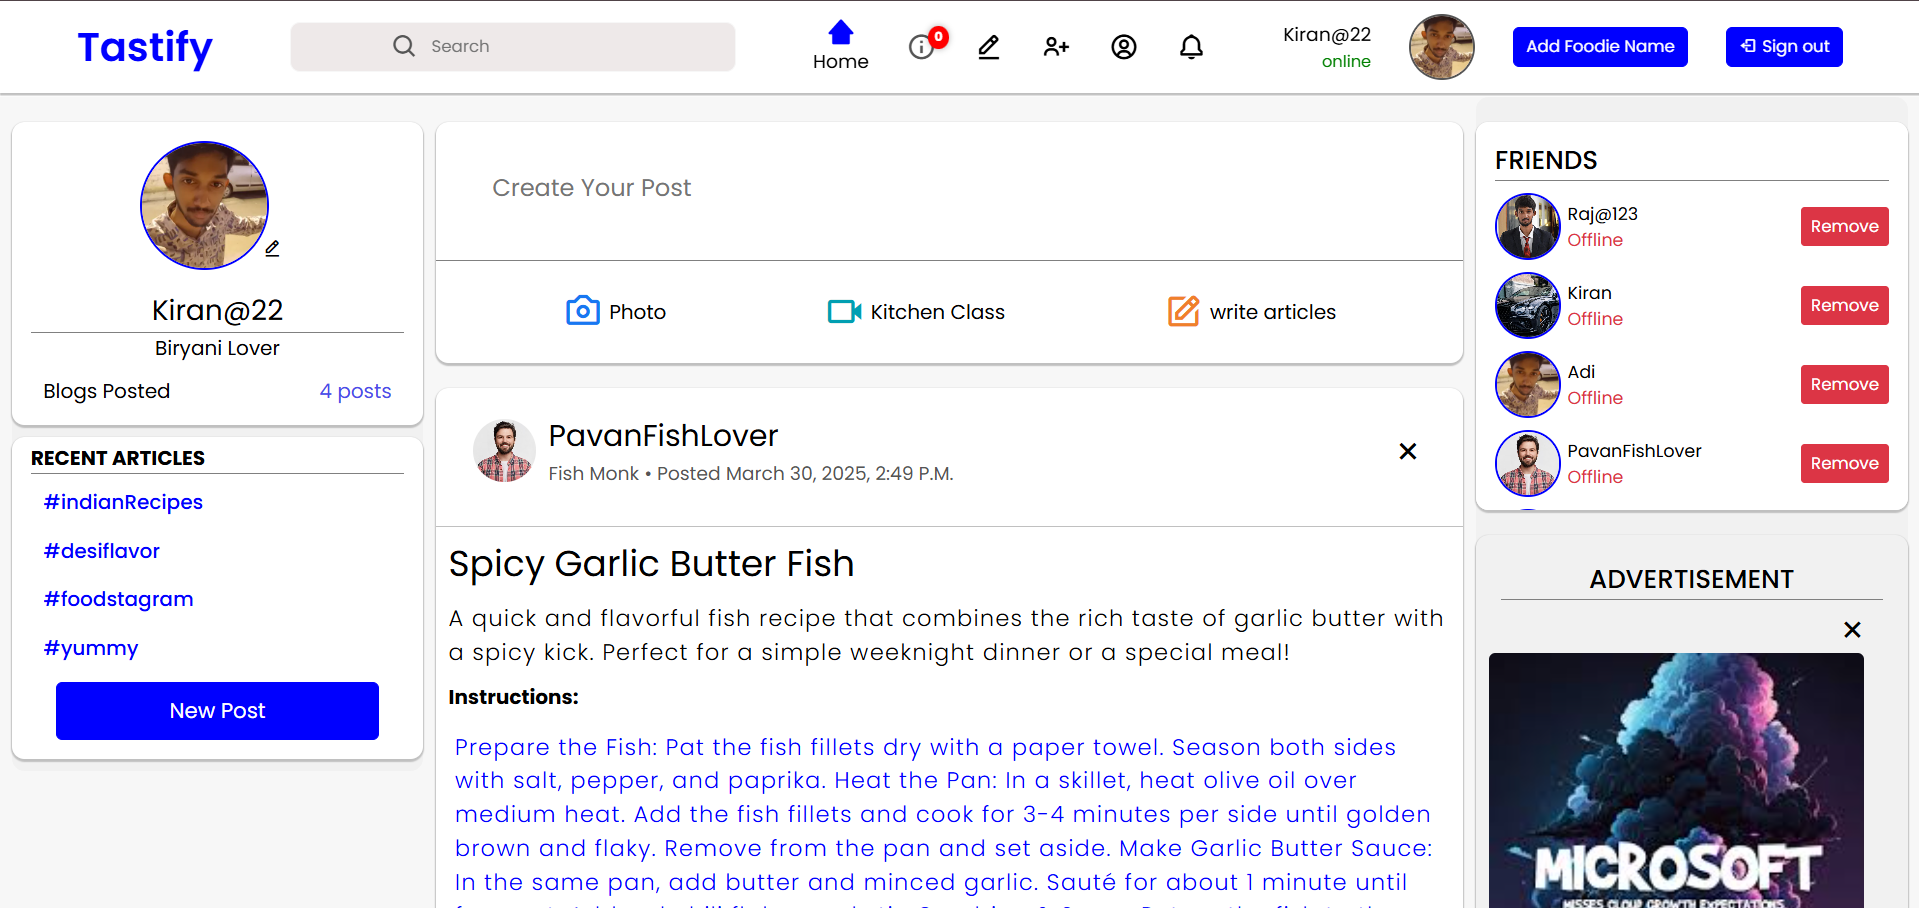 Tastify
Search
Home
0
Kiran@22
online
Add Foodie Name
Sign out
Kiran@22
Biryani Lover
Blogs Posted 4 posts
RECENT ARTICLES
#indianRecipes
#desiflavor
#foodstagram
#yummy
New Post
Create Your Post
Photo
Kitchen Class
write articles
PavanFishLover
Fish Monk • Posted March 30, 2025, 2:49 P.M.
Spicy Garlic Butter Fish
A quick and flavorful fish recipe that combines the rich taste of garlic butter with
a spicy kick. Perfect for a simple weeknight dinner or a special meal!
Instructions:
Prepare the Fish: Pat the fish fillets dry with a paper towel. Season both sides
with salt, pepper, and paprika. Heat the Pan: In a skillet, heat olive oil over
medium heat. Add the fish fillets and cook for 3-4 minutes per side until golden
brown and flaky. Remove from the pan and set aside. Make Garlic Butter Sauce:
In the same pan, add butter and minced garlic. Sauté for about 1 minute until
FRIENDS
Raj@123
Offline
Remove
Kiran
Offline
Remove
Adi
Offline
Remove
PavanFishLover
Offline
Remove
ADVERTISEMENT
MICROSOFT
MISSES CLOUD GROWTH EXPECTATIONS